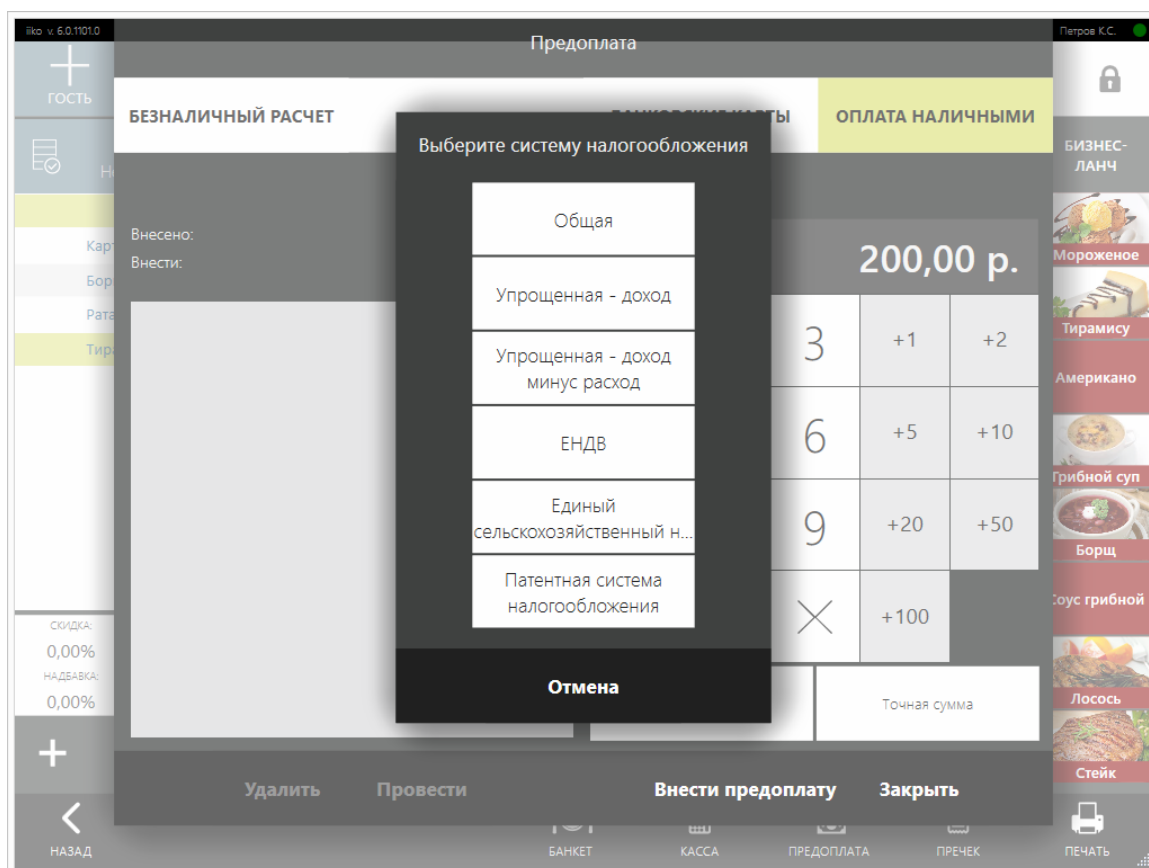 iiko v. 6.0.1101.0
Петров К.С.
Предоплата
ГОСТЬ
БЕЗНАЛИЧНЫЙ РАСЧЕТ
ОПЛАТА НАЛИЧНЫМИ
Выберите систему налогообложения
БИЗНЕС-
ЛАНЧ
Общая
Внесено:
Внести:
200,00 р.
Мороженое
Упрощенная - доход
Упрощенная - доход
минус расход
3
+1
+2
Тирамису
Американо
ЕНДВ
6
+5
+10
Грибной суп
Единый
сельскохозяйственный н...
9
+20
+50
Борщ
Патентная система
налогообложения
+100
Соус грибной
СКИДКА:
0,00%
НАДБАВКА:
0,00%
Отмена
Точная сумма
Лосось
Стейк
Удалить
Провести
Внести предоплату
Закрыть
НАЗАД
БАНКЕТ
КАССА
ПРЕДОПЛАТА
ПРЕЧЕК
ПЕЧАТЬ